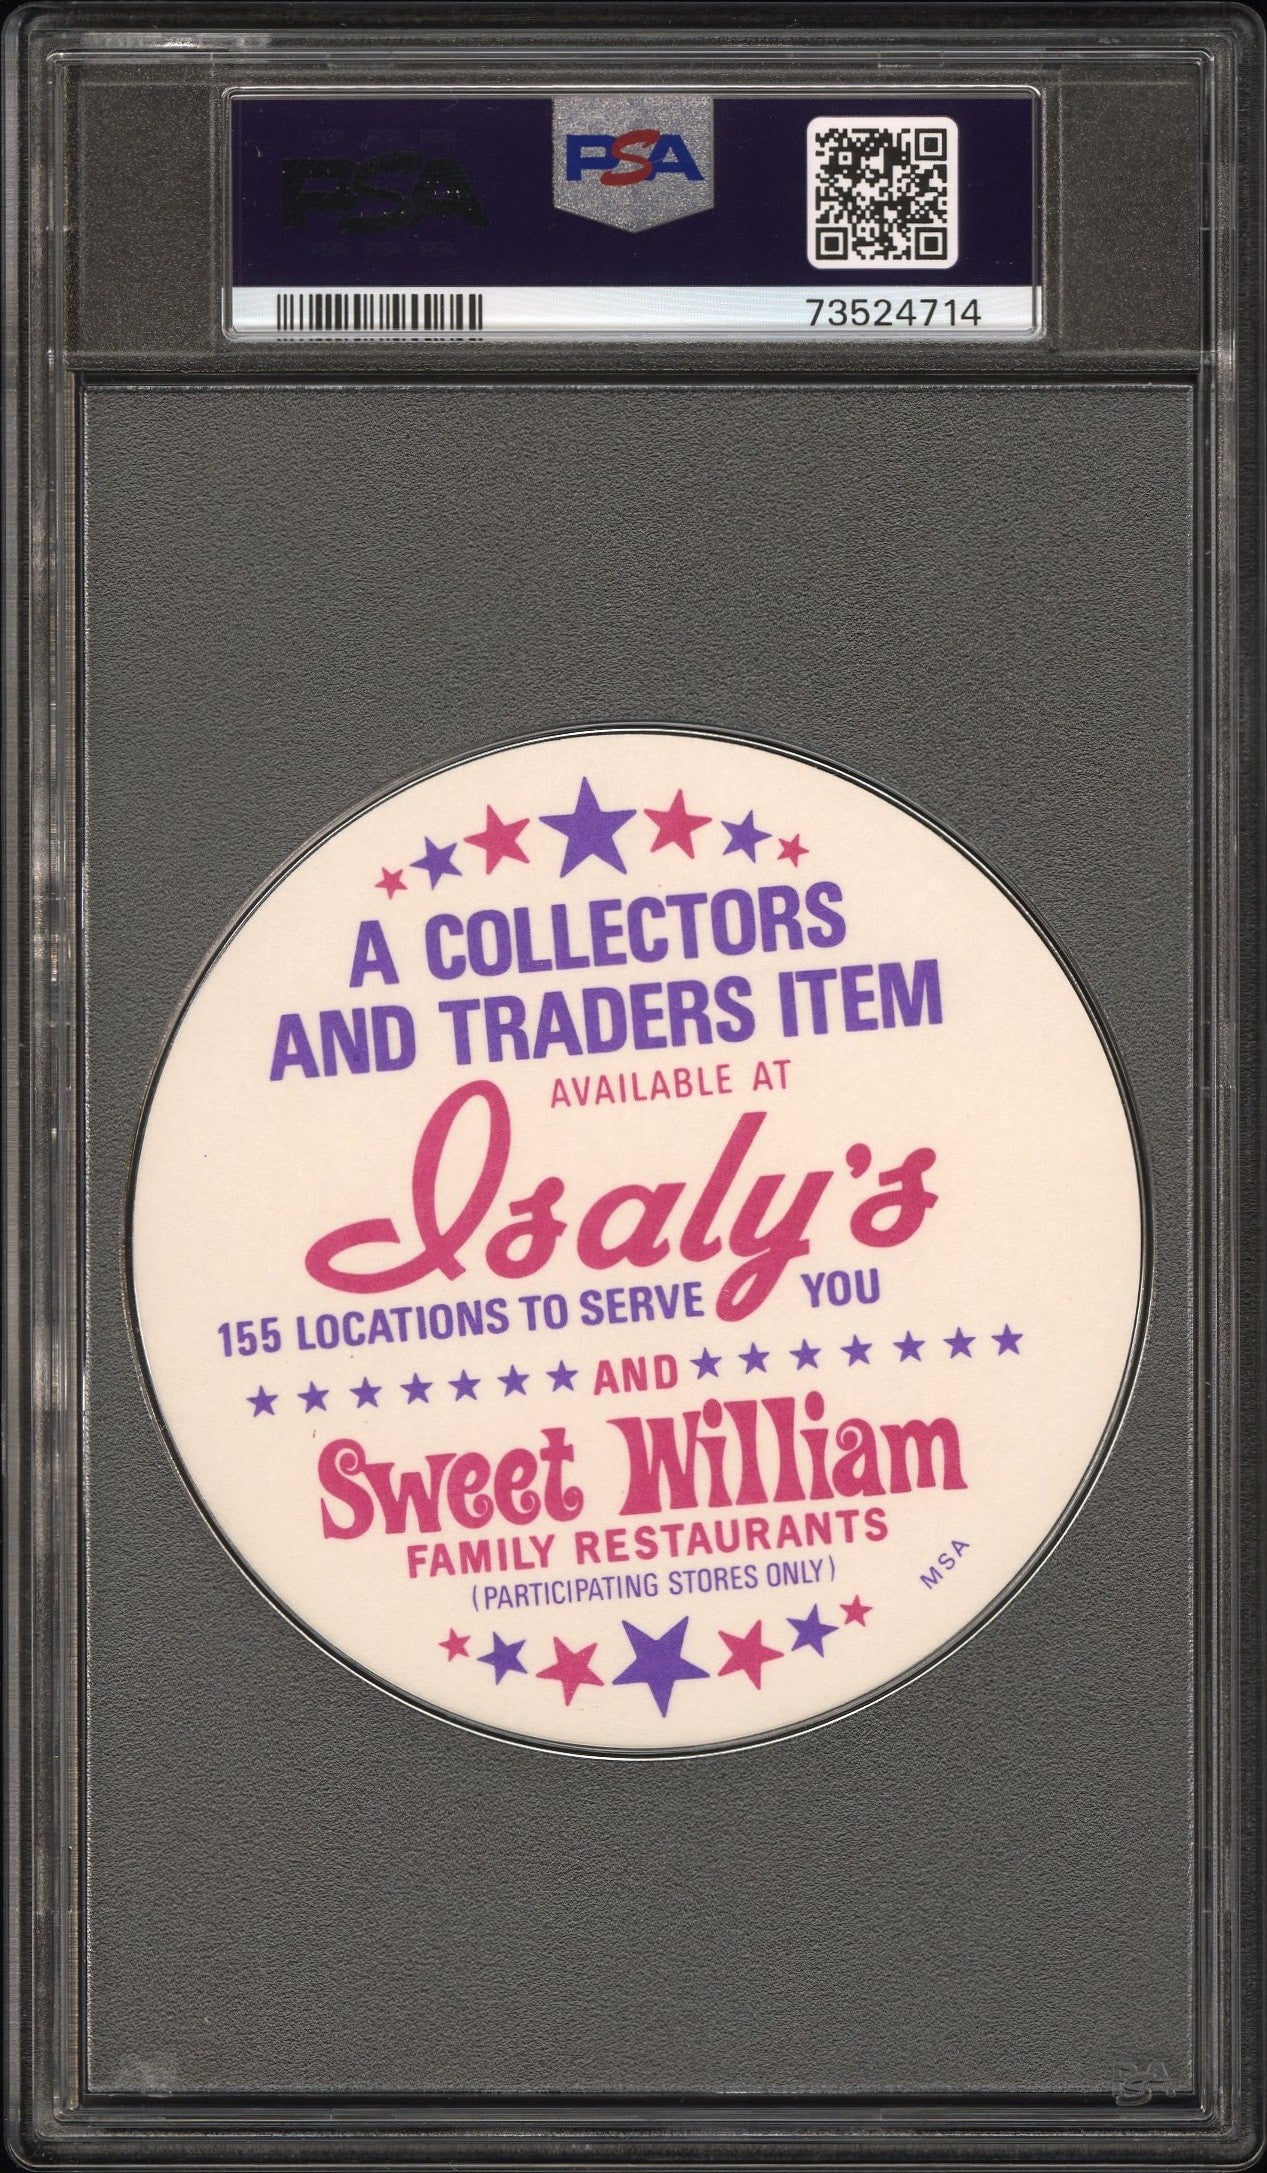 PSA
PSA
73524714
A COLLECTORS
AND TRADERS ITEM
AVAILABLE AT
Isaly's
155 LOCATIONS TO SERVE YOU
AND
Sweet William
FAMILY RESTAURANTS
(PARTICIPATING STORES ONLY)
MSA
PSA